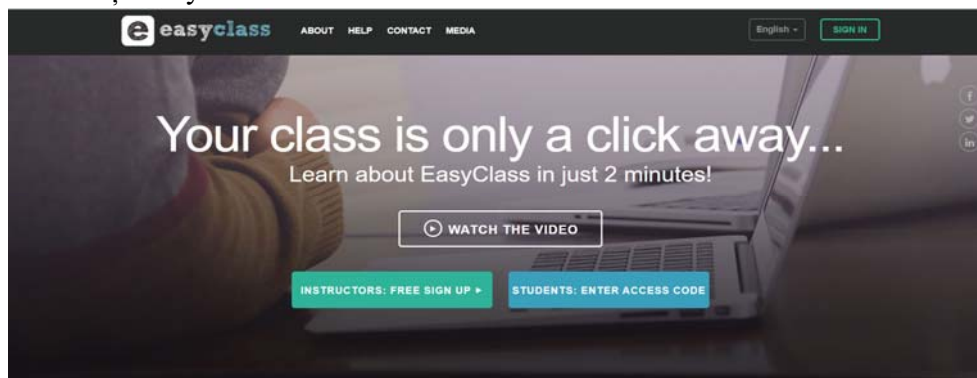 easyclass ABOUT HELP CONTACT MEDIA English SIGN IN
Your class is only a click away...
Learn about EasyClass in just 2 minutes!
WATCH THE VIDEO
INSTRUCTORS: FREE SIGN UP STUDENTS: ENTER ACCESS CODE